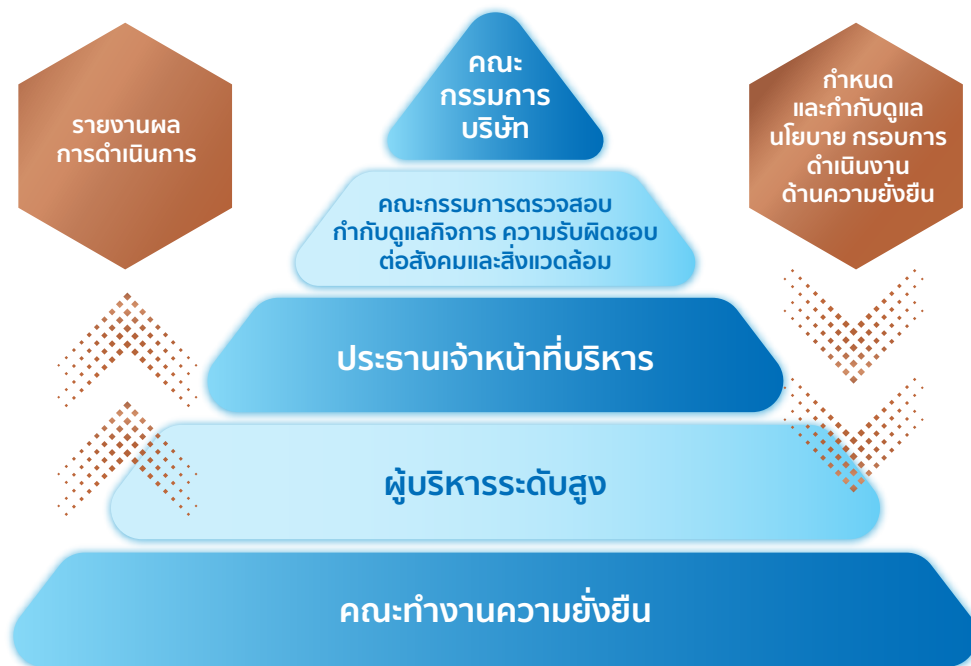 รายงานผล
การดำเนินการ
คณะ
กรรมการ
บริษัท
กำหนด
และกำกับดูแล
นโยบาย กรอบการ
ดำเนินงาน
ด้านความยั่งยืน
คณะกรรมการตรวจสอบ
กำกับดูแลกิจการ ความรับผิดชอบ
ต่อสังคมและสิ่งแวดล้อม
ประธานเจ้าหน้าที่บริหาร
ผู้บริหารระดับสูง
คณะทำงานความยั่งยืน